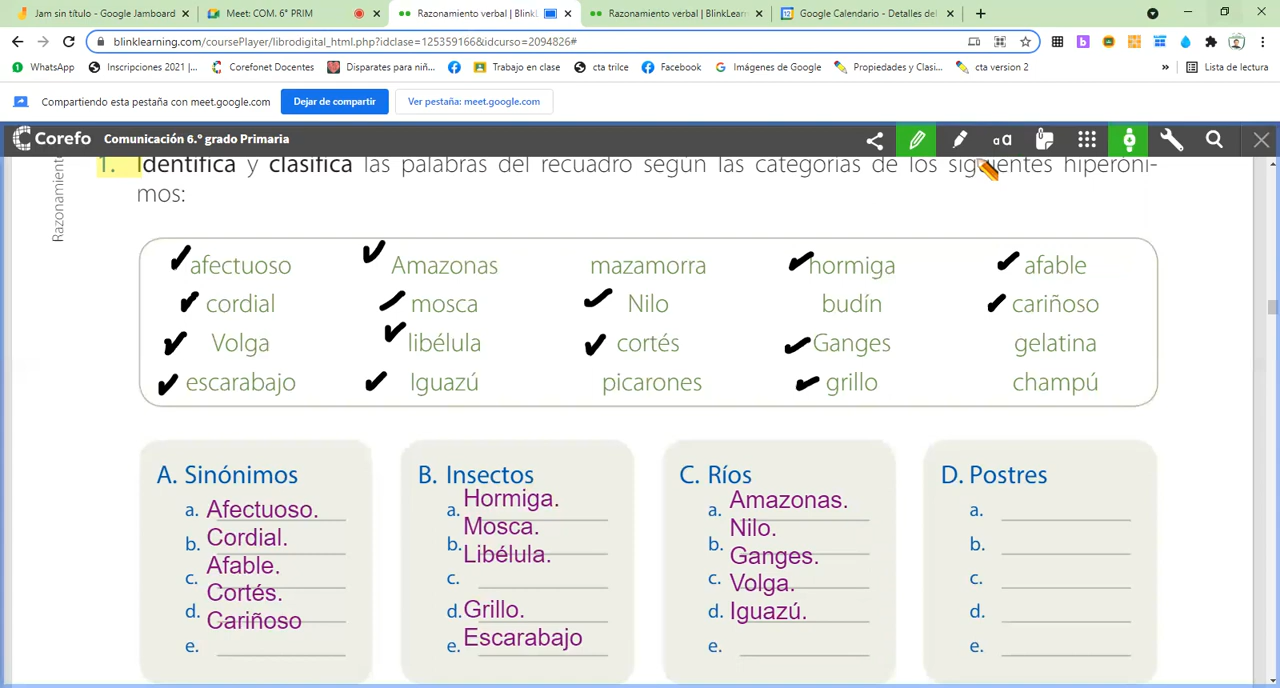 Jam sin título - Google Jamboard
Meet: COM. 6° PRIM
Razonamiento verbal | Blink
Razonamiento verbal | BlinkLearn
Google Calendario - Detalles del
blinklearning.com/coursePlayer/librodigital_html.php?idclase=125359166&idcurso=2094826#
WhatsApp
Inscripciones 2021 |...
Corefonet Docentes
Disparates para niñ...
Trabajo en clase
cta trilce
Facebook
Imágenes de Google
Propiedades y Clasi...
cta version 2
»
Lista de lectura
Compartiendo esta pestaña con meet.google.com
Dejar de compartir
Ver pestaña: meet.google.com
Corefo
Comunicación 6.° grado Primaria
aA
Razonamiento
1. Identifica y clasifica las palabras del recuadro según las categorías de los siguientes hiperóni-
mos:
afectuoso Amazonas mazamorra hormiga afable
cordial mosca Nilo budín cariñoso
Volga libélula cortés Ganges gelatina
escarabajo Iguazú picarones grillo champú
A. Sinónimos
a. Afectuoso.
b. Cordial.
c. Afable.
d. Cortés.
Cariñoso
e.
B. Insectos
a. Hormiga.
Mosca.
b. Libélula.
c.
d. Grillo.
e. Escarabajo
C. Ríos
a. Amazonas.
Nilo.
b. Ganges.
c. Volga.
d. Iguazú.
e.
D. Postres
a.
b.
c.
d.
e.